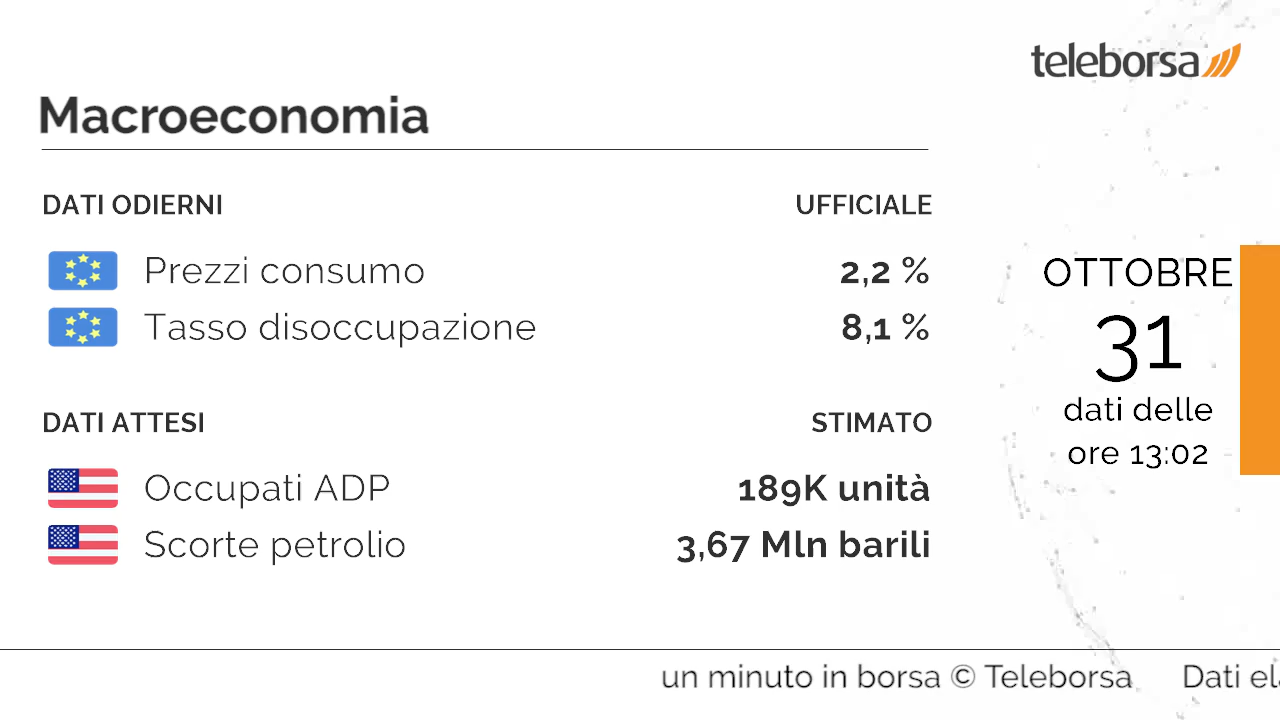 teleborsa
Macroeconomia
DATI ODIERNI UFFICIALE
Prezzi consumo 2,2 %
Tasso disoccupazione 8,1 %
DATI ATTESI STIMATO
Occupati ADP 189K unità
Scorte petrolio 3,67 Mln barili
OTTOBRE
31
dati delle
ore 13:02
un minuto in borsa © Teleborsa Dati